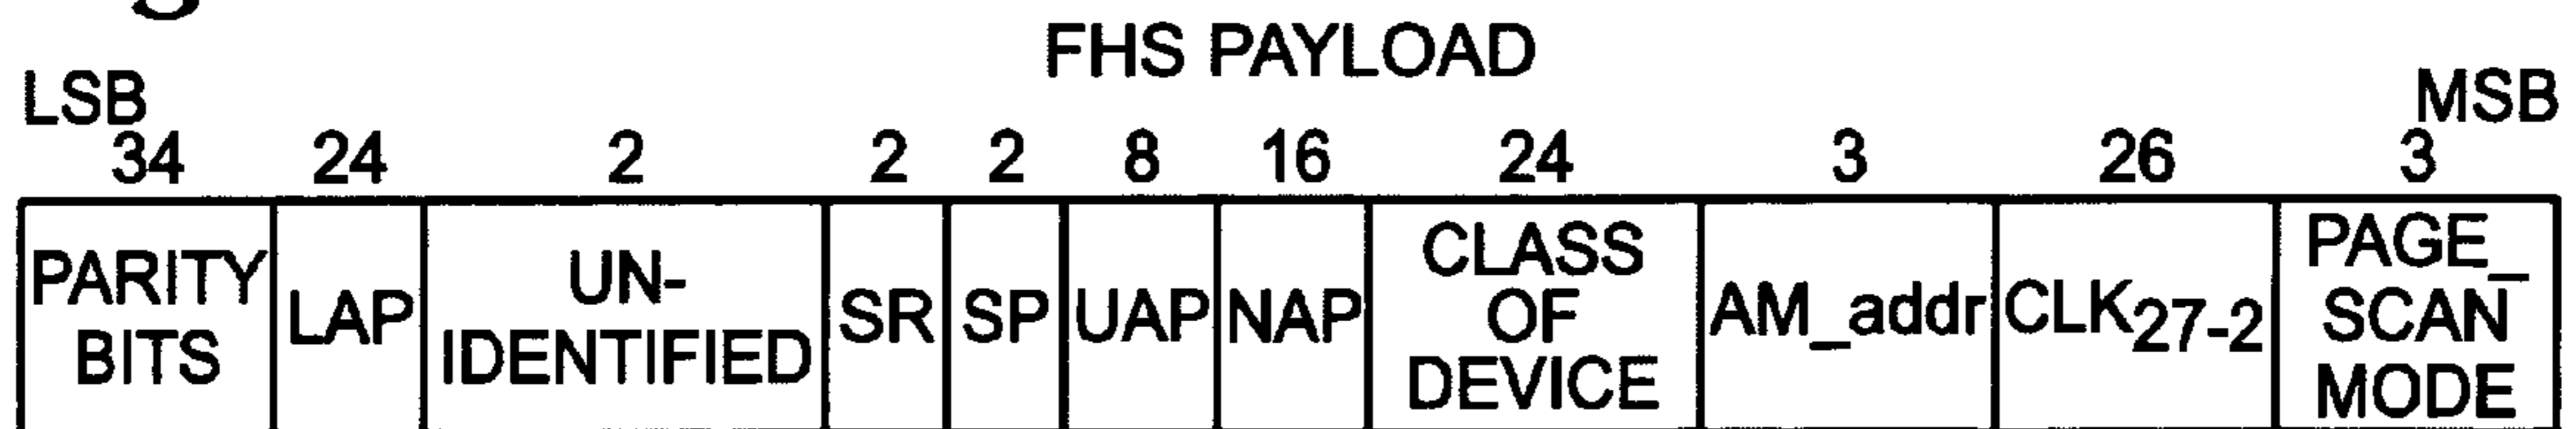 FHS PAYLOAD
LSB MSB
34 24 2 2 2 8 16 24 3 26 3
PARITY
BITS
LAP
UN-
IDENTIFIED
SR
SP
UAP
NAP
CLASS
OF
DEVICE
AM_addr
CLK27-2
PAGE_
SCAN
MODE